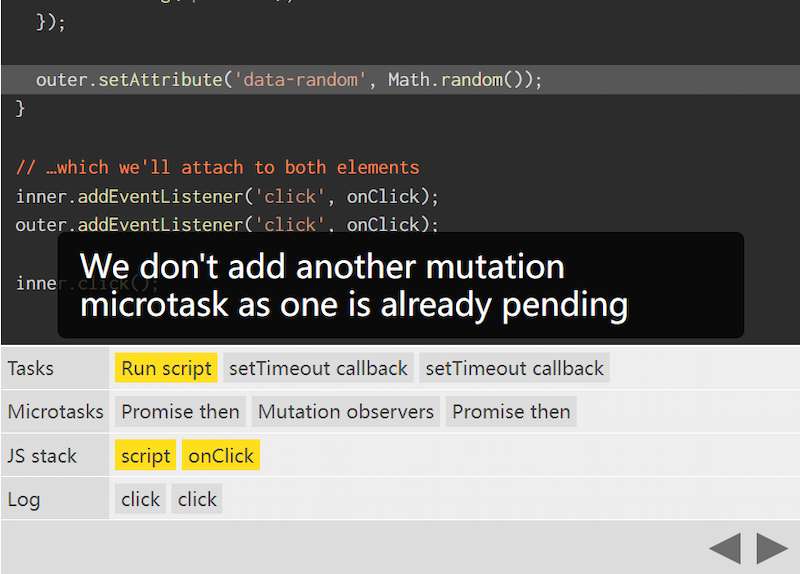 });
outer.setAttribute('data-random', Math.random());
}
// …which we'll attach to both elements
inner.addEventListener('click', onClick);
outer.addEventListener('click', onClick);
We don't add another mutation
inner.click();
microtask as one is already pending
Tasks Run script setTimeout callback setTimeout callback
Microtasks Promise then Mutation observers Promise then
JS stack script onClick
Log click click